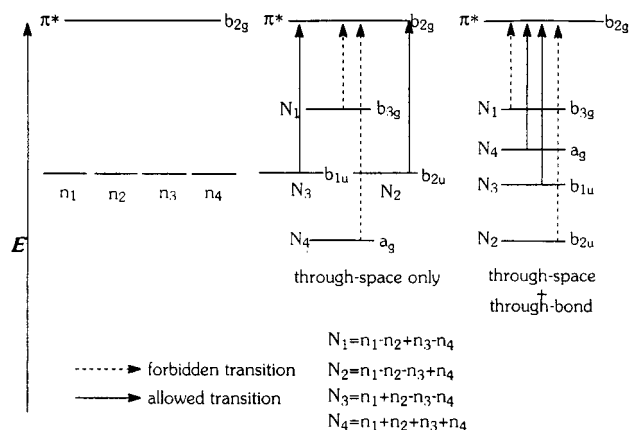 π* b2g π* b2g π* b2g
N1 b3g N1 b3g
N4 ag
n1 n2 n3 n4 N3 b1u N2 b2u N3 b1u
E N4 ag N2 b2u
through-space only through-space
+
through-bond
N1=n1-n2+n3-n4
forbidden transition N2=n1-n2-n3+n4
allowed transition N3=n1+n2-n3-n4
N4=n1+n2+n3+n4